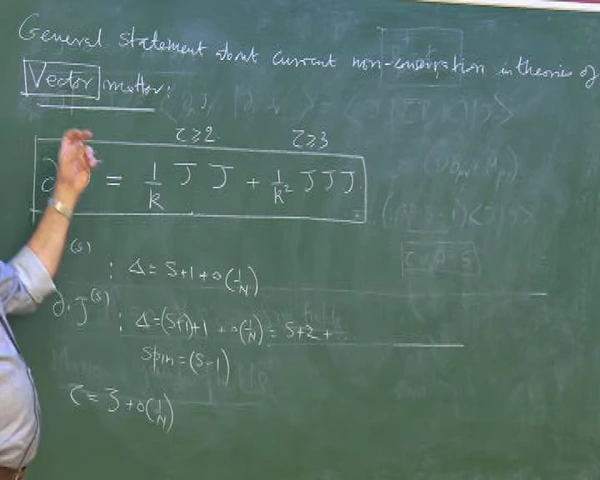 General statement about current non-conservation in theories of
Vector matter:
τ ≥ 2 τ ≥ 3
∂ = 1/k J J + 1/k² J J J
(s) : Δ = S+1+O(1/N)
∂.J^(s) : Δ = (S+1)+1 + O(1/N) = S+2+...
spin = (s-1)
τ = 3 + O(1/N)